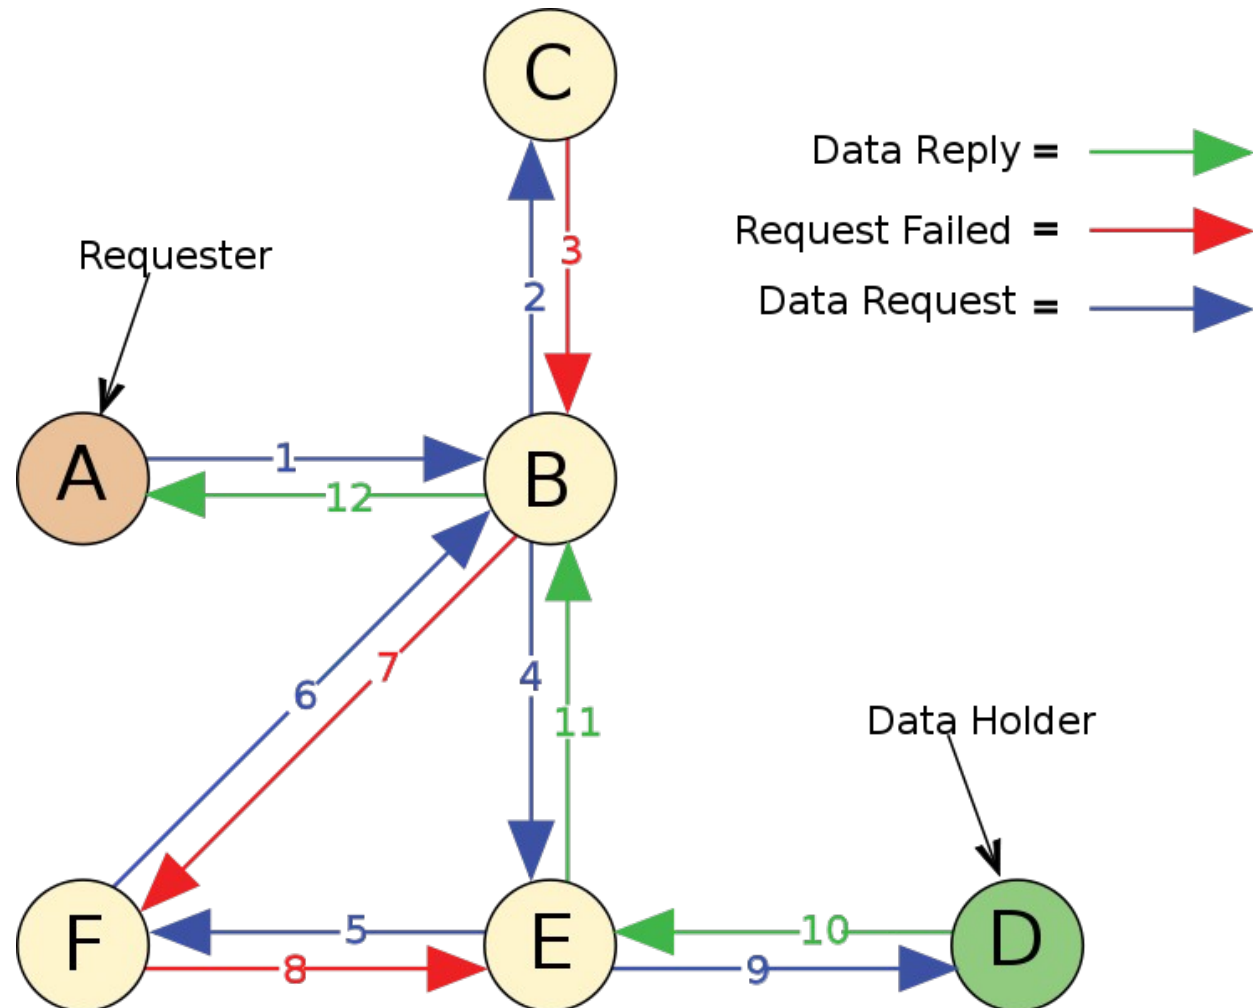 C
Data Reply =
Request Failed =
3
Requester
2
Data Request =
A
1
B
12
7
4
6
11
Data Holder
F
5
E
10
D
8
9